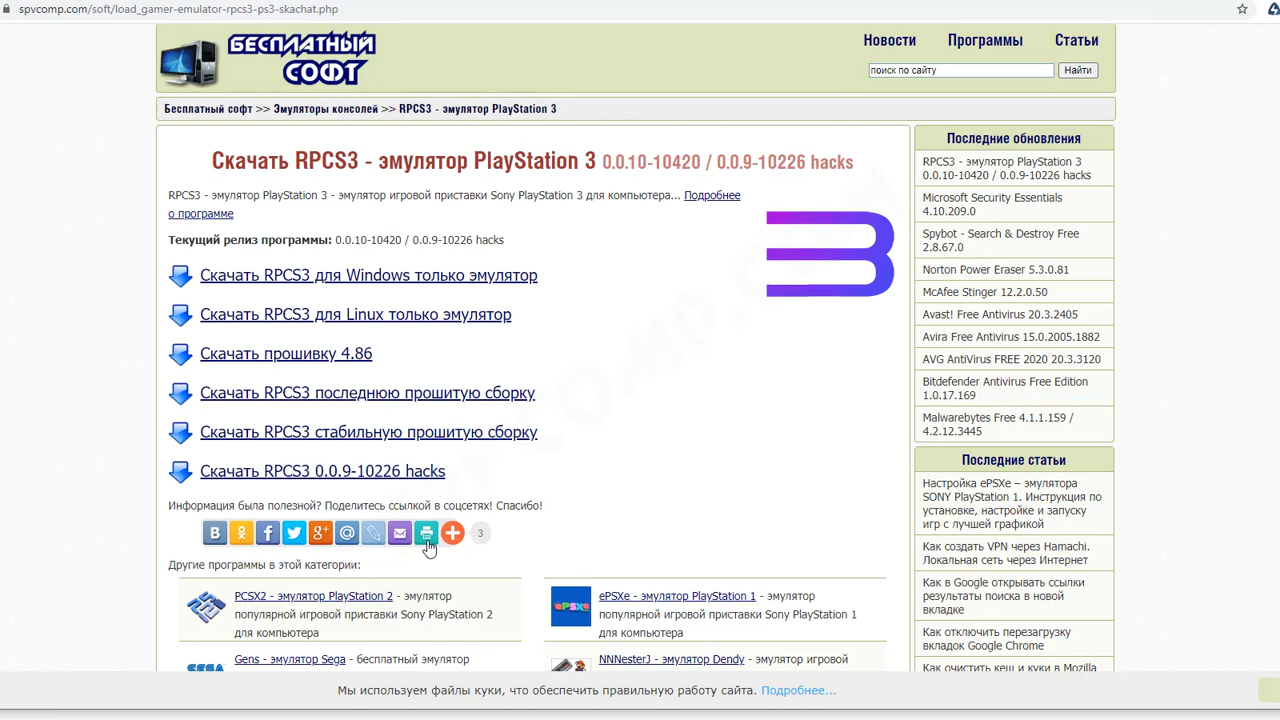 spvcomp.com/soft/load_gamer-emulator-rpcs3-ps3-skachat.php
БЕСПЛАТНЫЙ
СОФТ
Новости Программы Статьи
поиск по сайту Найти
Бесплатный софт >> Эмуляторы консолей >> RPCS3 - эмулятор PlayStation 3
Скачать RPCS3 - эмулятор PlayStation 3 0.0.10-10420 / 0.0.9-10226 hacks
RPCS3 - эмулятор PlayStation 3 - эмулятор игровой приставки Sony PlayStation 3 для компьютера... Подробнее
о программе
Текущий релиз программы: 0.0.10-10420 / 0.0.9-10226 hacks
Скачать RPCS3 для Windows только эмулятор
Скачать RPCS3 для Linux только эмулятор
Скачать прошивку 4.86
Скачать RPCS3 последнюю прошитую сборку
Скачать RPCS3 стабильную прошитую сборку
Скачать RPCS3 0.0.9-10226 hacks
Информация была полезной? Поделитесь ссылкой в соцсетях! Спасибо!
3
Другие программы в этой категории:
PCSX2 - эмулятор PlayStation 2 - эмулятор
популярной игровой приставки Sony PlayStation 2
для компьютера
ePSXe - эмулятор PlayStation 1 - эмулятор
популярной игровой приставки Sony PlayStation 1
для компьютера
Gens - эмулятор Sega - бесплатный эмулятор
NNNesterJ - эмулятор Dendy - эмулятор игровой
Последние обновления
RPCS3 - эмулятор PlayStation 3
0.0.10-10420 / 0.0.9-10226 hacks
Microsoft Security Essentials
4.10.209.0
Spybot - Search & Destroy Free
2.8.67.0
Norton Power Eraser 5.3.0.81
McAfee Stinger 12.2.0.50
Avast! Free Antivirus 20.3.2405
Avira Free Antivirus 15.0.2005.1882
AVG AntiVirus FREE 2020 20.3.3120
Bitdefender Antivirus Free Edition
1.0.17.169
Malwarebytes Free 4.1.1.159 /
4.2.12.3445
Последние статьи
Настройка ePSXe – эмулятора
SONY PlayStation 1. Инструкция по
установке, настройке и запуску
игр с лучшей графикой
Как создать VPN через Hamachi.
Локальная сеть через Интернет
Как в Google открывать ссылки
результаты поиска в новой
вкладке
Как отключить перезагрузку
вкладок Google Chrome
Как очистить кеш и куки в Mozilla
Мы используем файлы куки, что обеспечить правильную работу сайта. Подробнее...